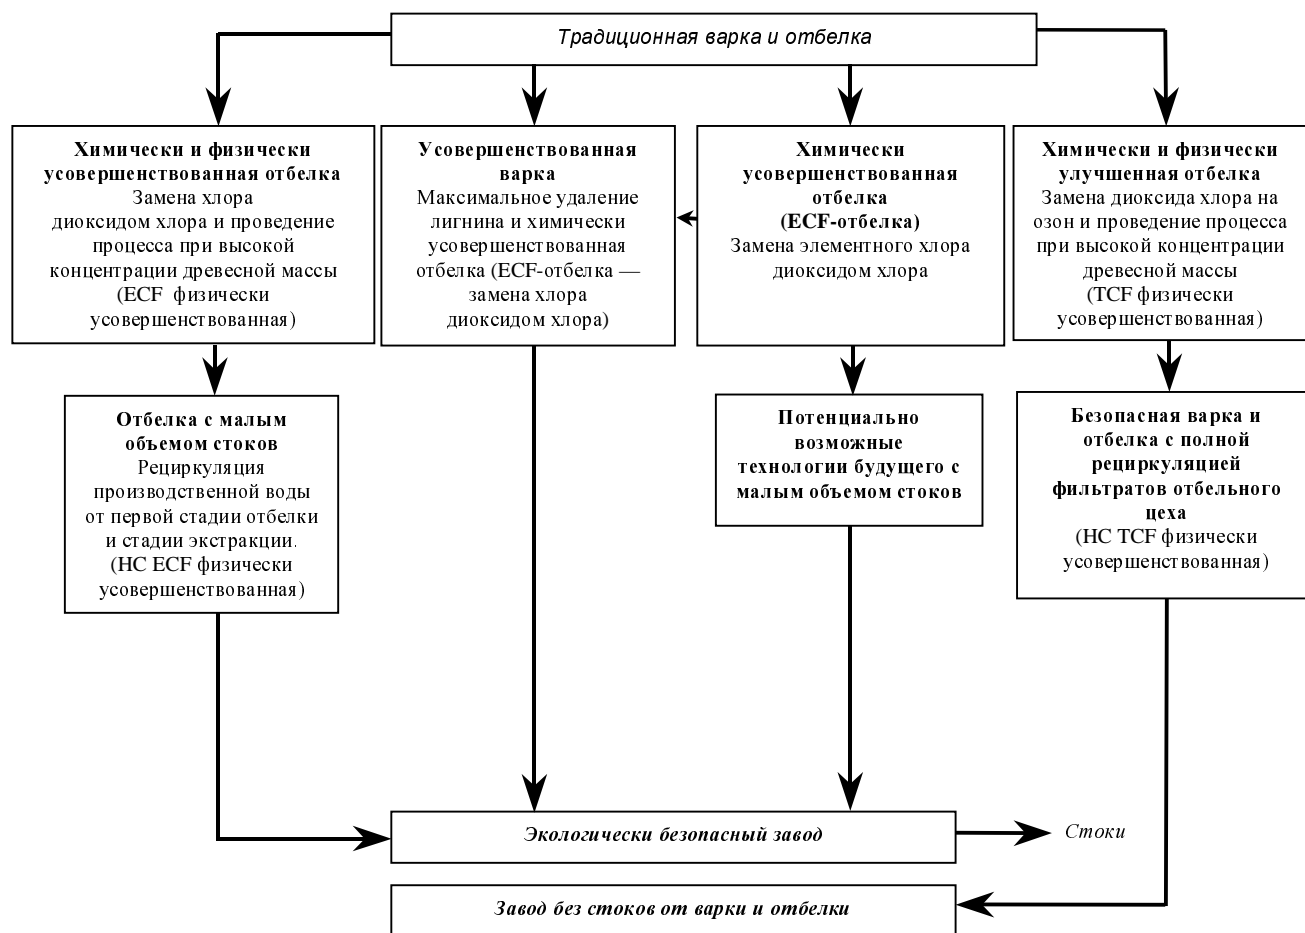 Традиционная варка и отбелка
Химически и физически
усовершенствованная отбелка
Замена хлора
диоксидом хлора и проведение
процесса при высокой
концентрации древесной массы
(ECF физически
усовершенствованная)
Усовершенствованная
варка
Максимальное удаление
лигнина и химически
усовершенствованная
отбелка (ECF-отбелка —
замена хлора
диоксидом хлора)
Химически
усовершенствованная
отбелка
(ECF-отбелка)
Замена элементного хлора
диоксидом хлора
Химически и физически
улучшенная отбелка
Замена диоксида хлора на
озон и проведение процесса
при высокой концентрации
древесной массы
(TCF физически
усовершенствованная)
Отбелка с малым
объемом стоков
Рециркуляция
производственной воды
от первой стадии отбелки
и стадии экстракции.
(HC ECF физически
усовершенствованная)
Потенциально
возможные
технологии будущего с
малым объемом стоков
Безопасная варка и
отбелка с полной
рециркуляцией
фильтратов отбельного
цеха
(HC TCF физически
усовершенствованная)
Экологически безопасный завод
Стоки
Завод без стоков от варки и отбелки